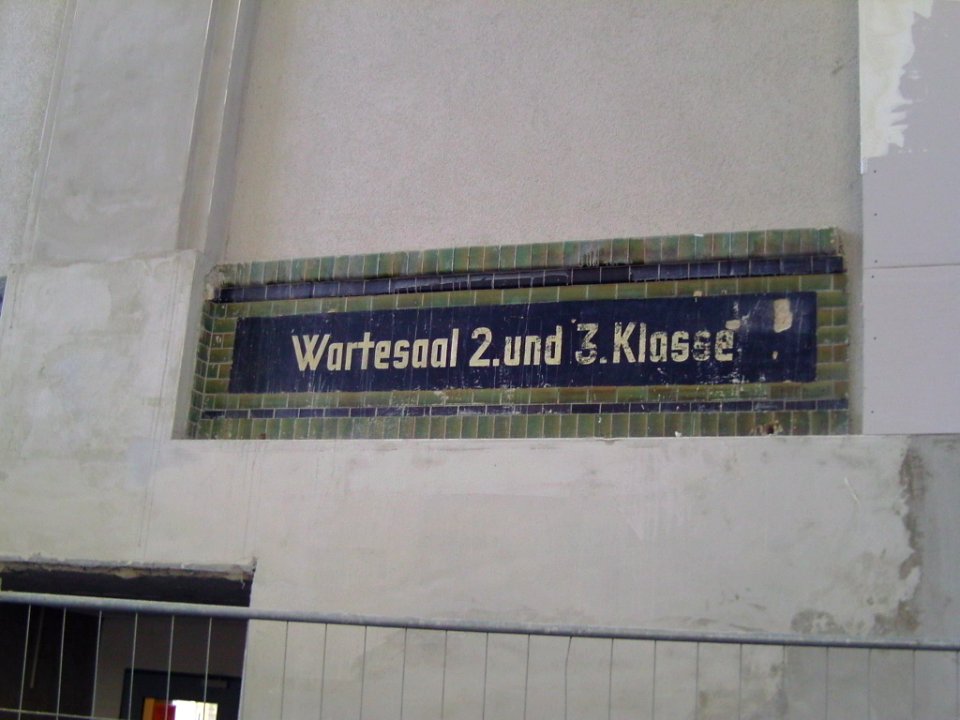 Wartesaal 2. und 3. Klasse